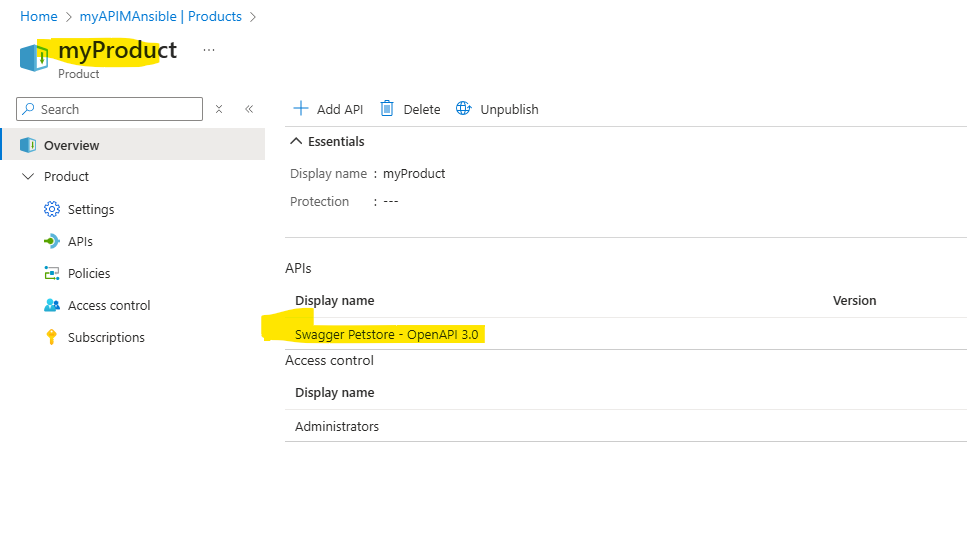 Home > myAPIMAnsible | Products >
myProduct ...
Product
Search
Overview
Product
Settings
APIs
Policies
Access control
Subscriptions
Add API Delete Unpublish
Essentials
Display name : myProduct
Protection : ---
APIs
Display name Version
Swagger Petstore - OpenAPI 3.0
Access control
Display name
Administrators